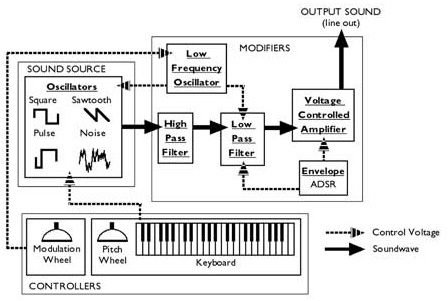 OUTPUT SOUND
(line out)
MODIFIERS
Low
Frequency
Oscillator
SOUND SOURCE
Oscillators
Square Sawtooth
Pulse Noise
High
Pass
Filter
Low
Pass
Filter
Voltage
Controlled
Amplifier
Envelope
ADSR
Modulation
Wheel
Pitch
Wheel
Keyboard
CONTROLLERS
Control Voltage
Soundwave